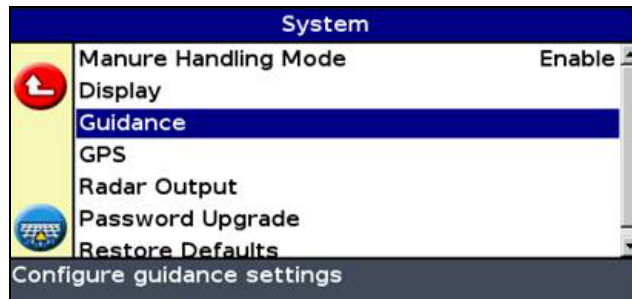 System
Manure Handling Mode Enable
Display
Guidance
GPS
Radar Output
Password Upgrade
Restore Defaults
Configure guidance settings